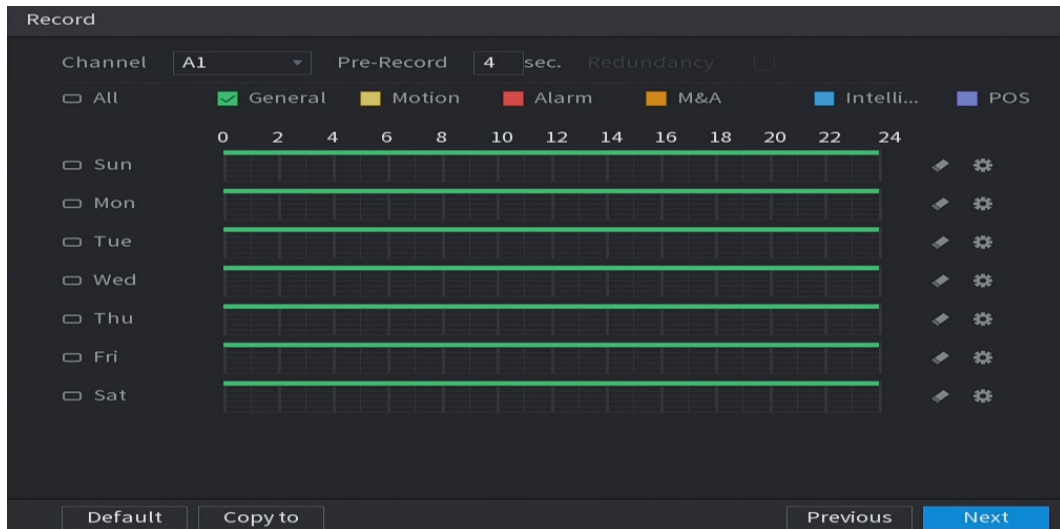 Record
Channel A1 Pre-Record 4 sec. Redundancy
All General Motion Alarm M&A Intelli... POS
0 2 4 6 8 10 12 14 16 18 20 22 24
Sun
Mon
Tue
Wed
Thu
Fri
Sat
Default Copy to Previous Next